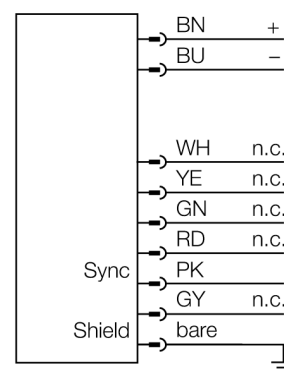 BN +
BU –
WH n.c.
YE n.c.
GN n.c.
RD n.c.
Sync PK
GY n.c.
Shield bare